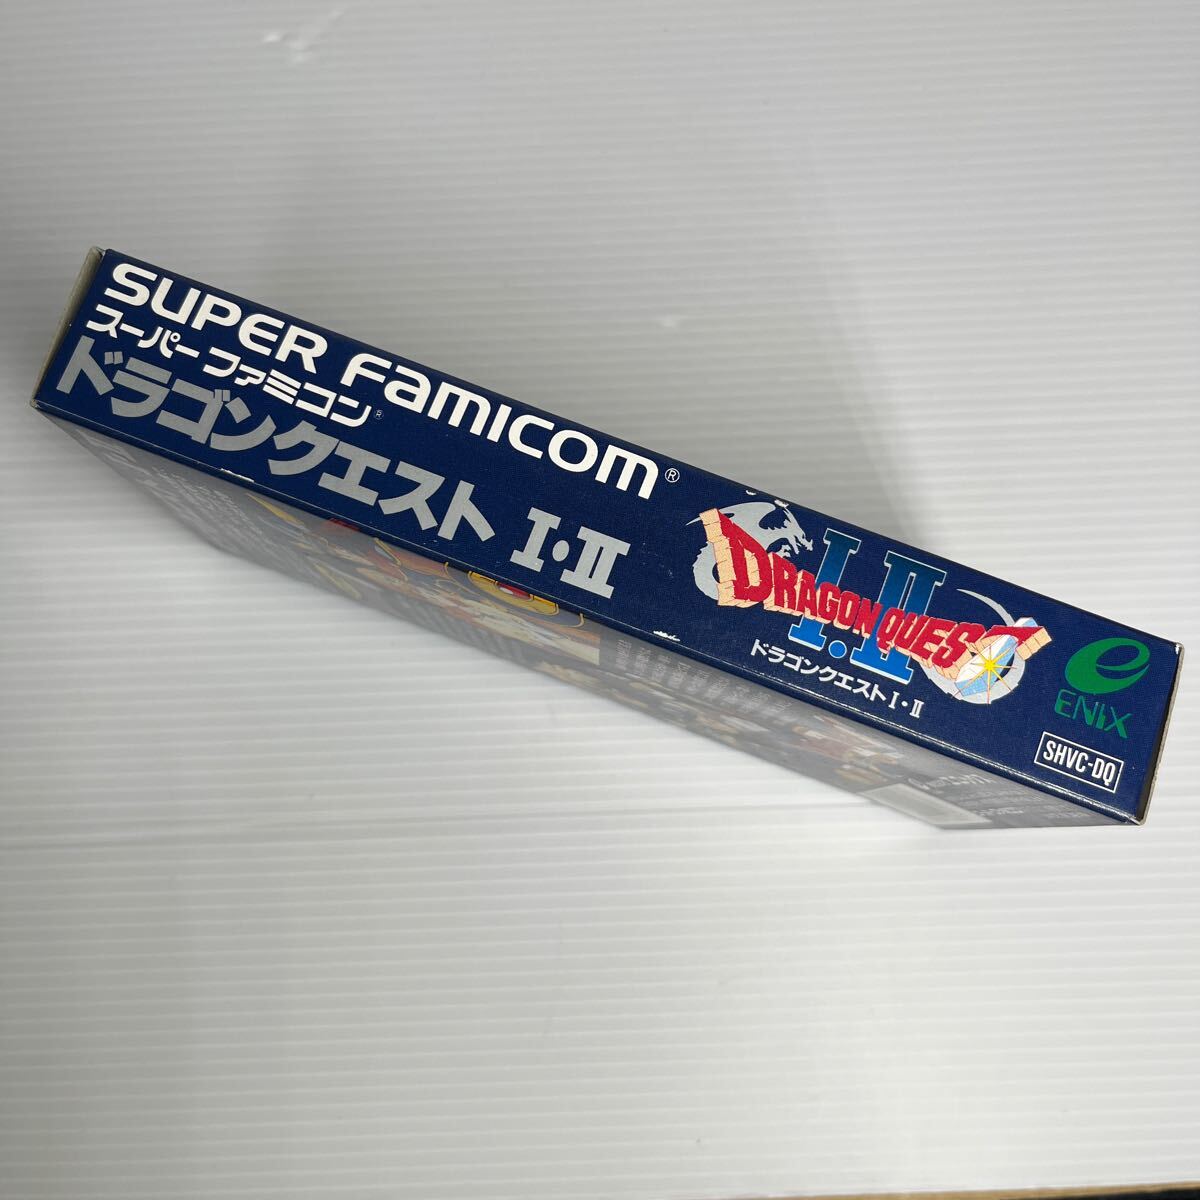 SUPER FAMICOM®
スーパーファミコン®
ドラゴンクエスト I・II
I・II
DRAGON QUEST
ドラゴンクエストI・II
e
ENIX
SHVC-DQ